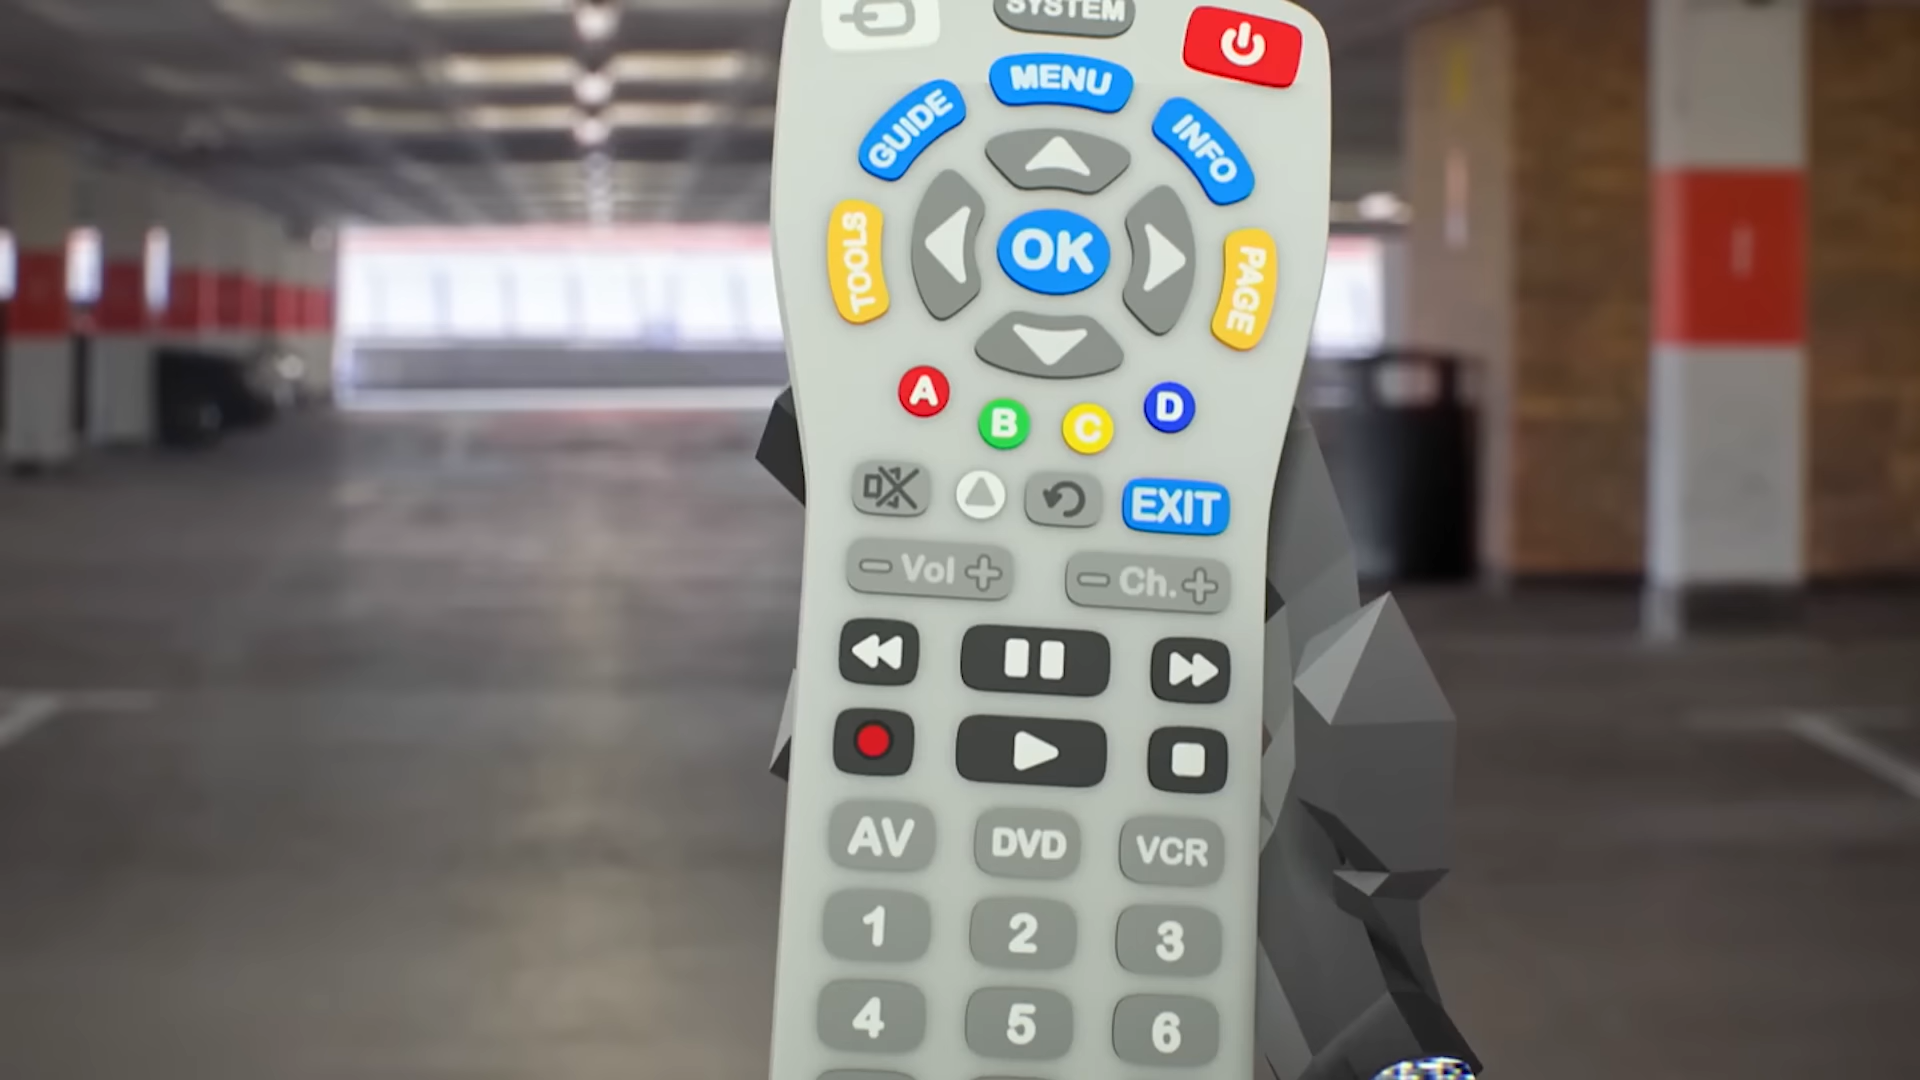 SYSTEM
MENU
GUIDE
INFO
TOOLS
OK
PAGE
A
B
C
D
EXIT
− Vol +
− Ch. +
AV DVD VCR
1 2 3
4 5 6